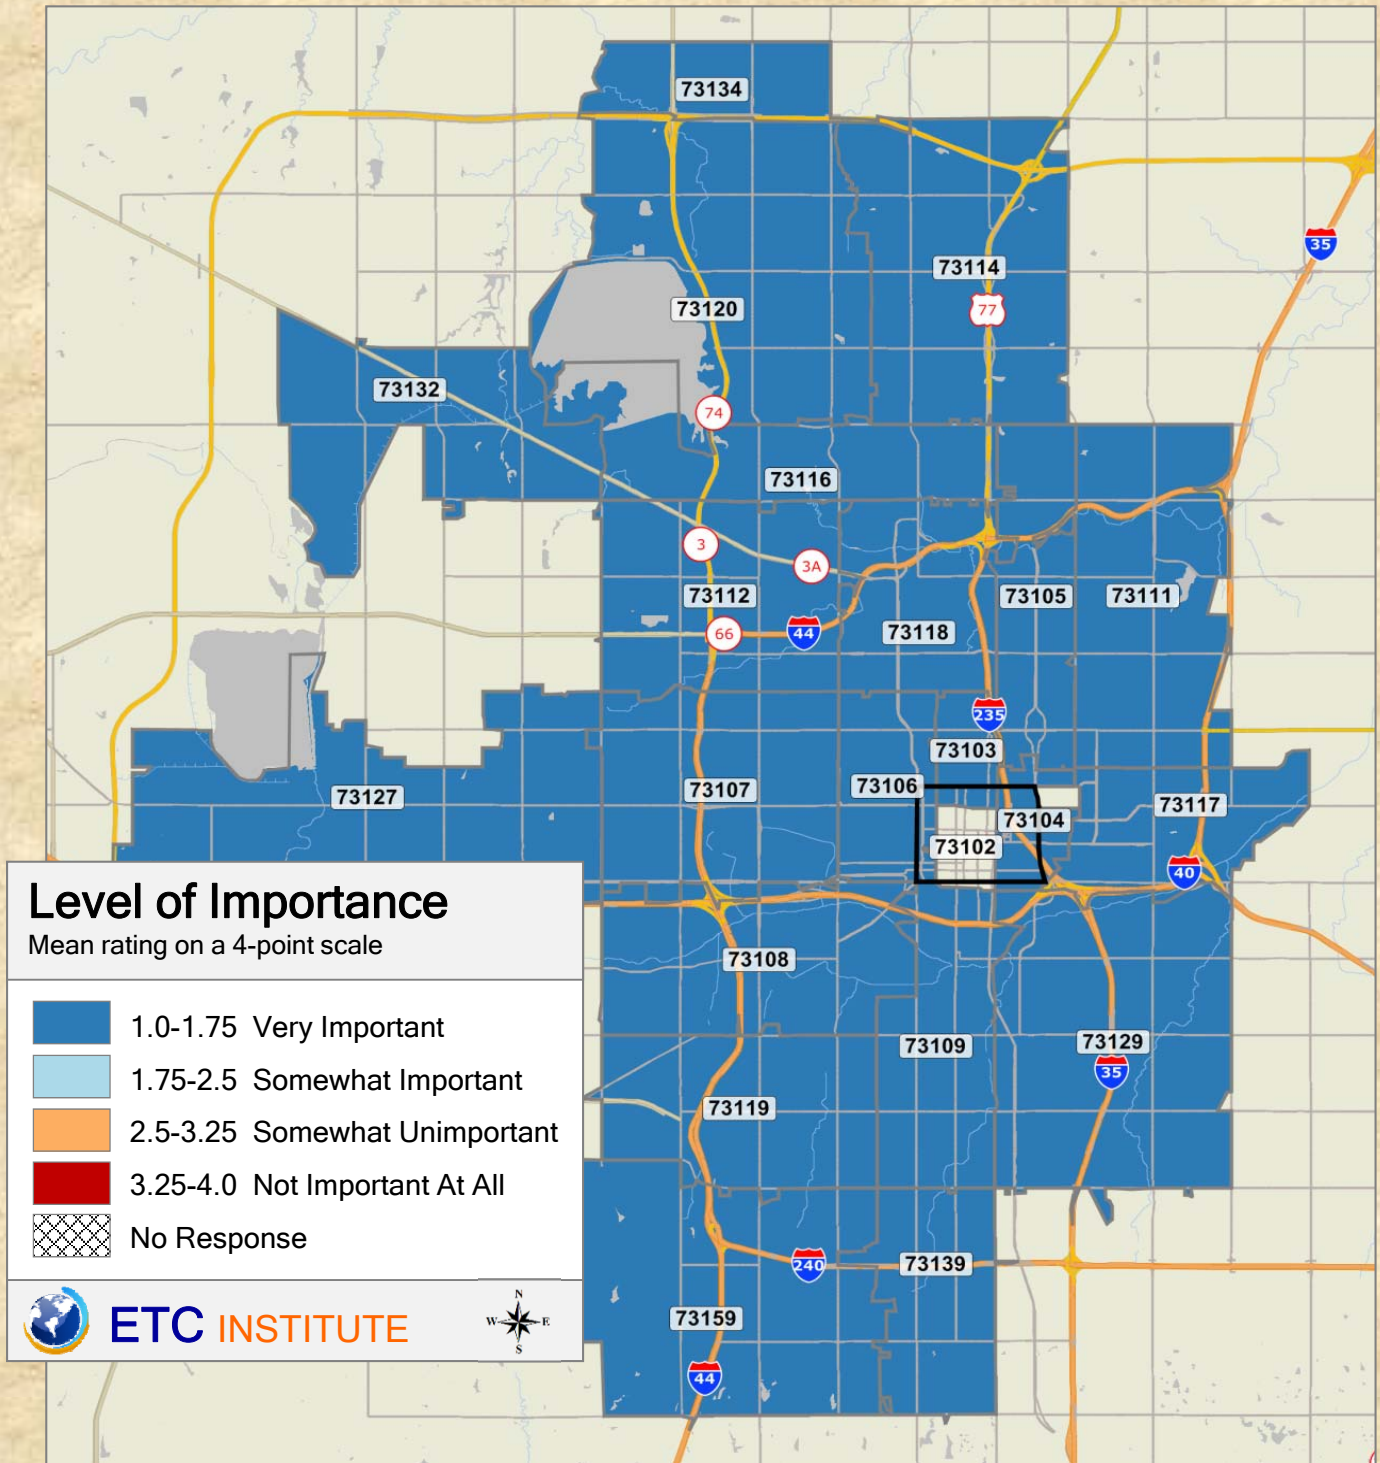 73134
35
73114
77
73120
73132
74
73116
3
3A
73112
73105
73111
66
44
73118
235
73103
73106
73107
73127
73117
73104
73102
40
Level of Importance
Mean rating on a 4-point scale
1.0-1.75 Very Important
1.75-2.5 Somewhat Important
2.5-3.25 Somewhat Unimportant
3.25-4.0 Not Important At All
No Response
ETC INSTITUTE
N
W E
S
73108
73109
73129
35
73119
240
73139
73159
44